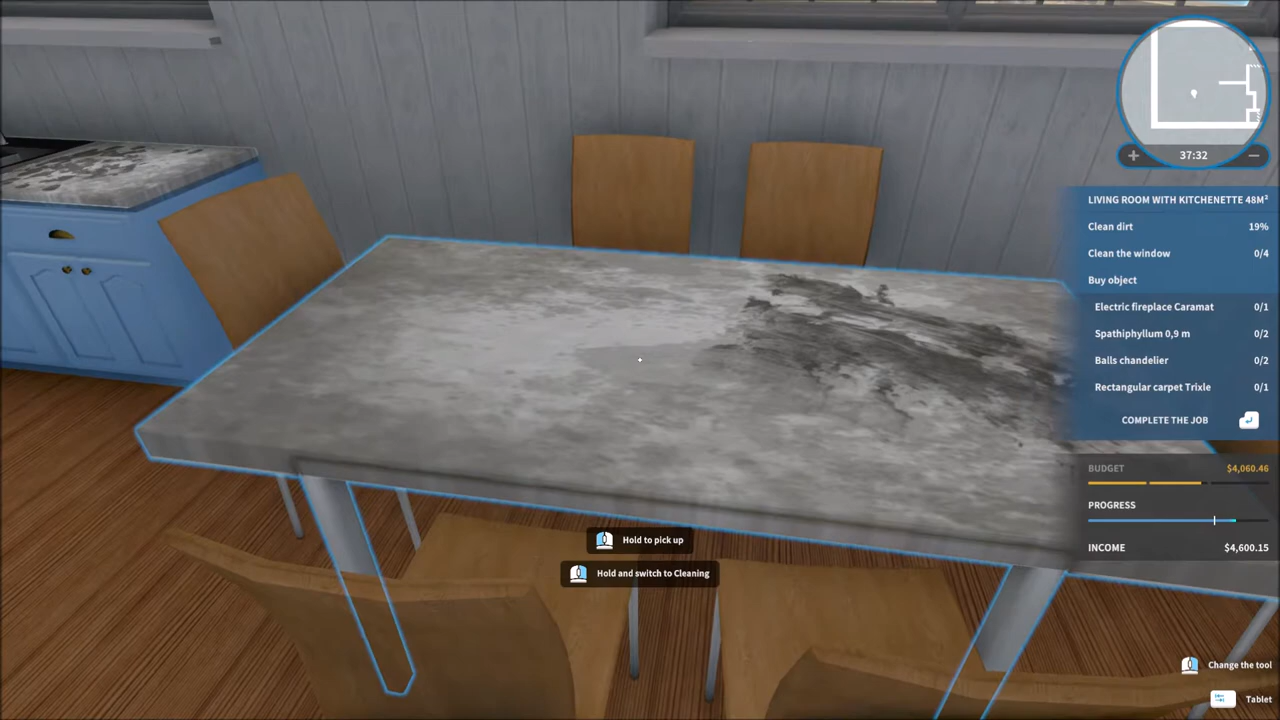 37:32
LIVING ROOM WITH KITCHENETTE 48M²
Clean dirt 19%
Clean the window 0/4
Buy object
Electric fireplace Caramat 0/1
Spathiphyllum 0,9 m 0/2
Balls chandelier 0/2
Rectangular carpet Trixle 0/1
COMPLETE THE JOB
BUDGET $4,060.46
PROGRESS
INCOME $4,600.15
Hold to pick up
Hold and switch to Cleaning
Change the tool
Tablet